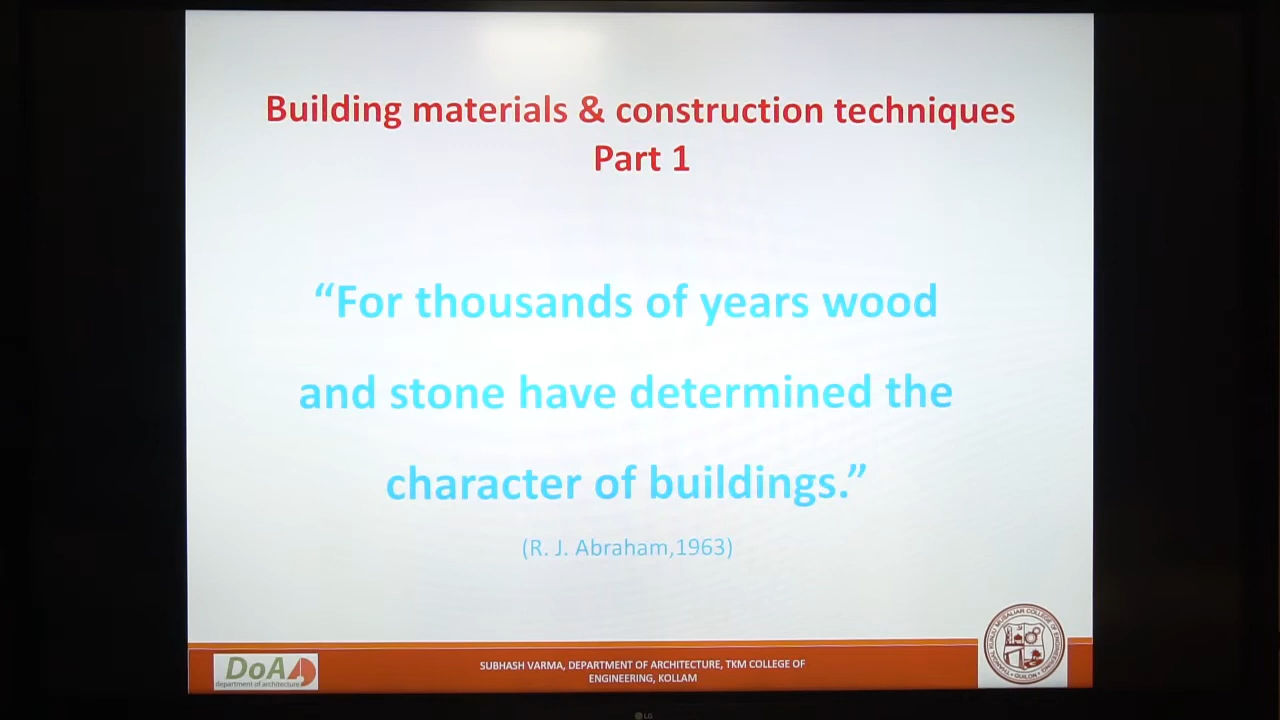 Building materials & construction techniques
Part 1
“For thousands of years wood
and stone have determined the
character of buildings.”
(R. J. Abraham,1963)
DoA
department of architecture
SUBHASH VARMA, DEPARTMENT OF ARCHITECTURE, TKM COLLEGE OF
ENGINEERING, KOLLAM
LG